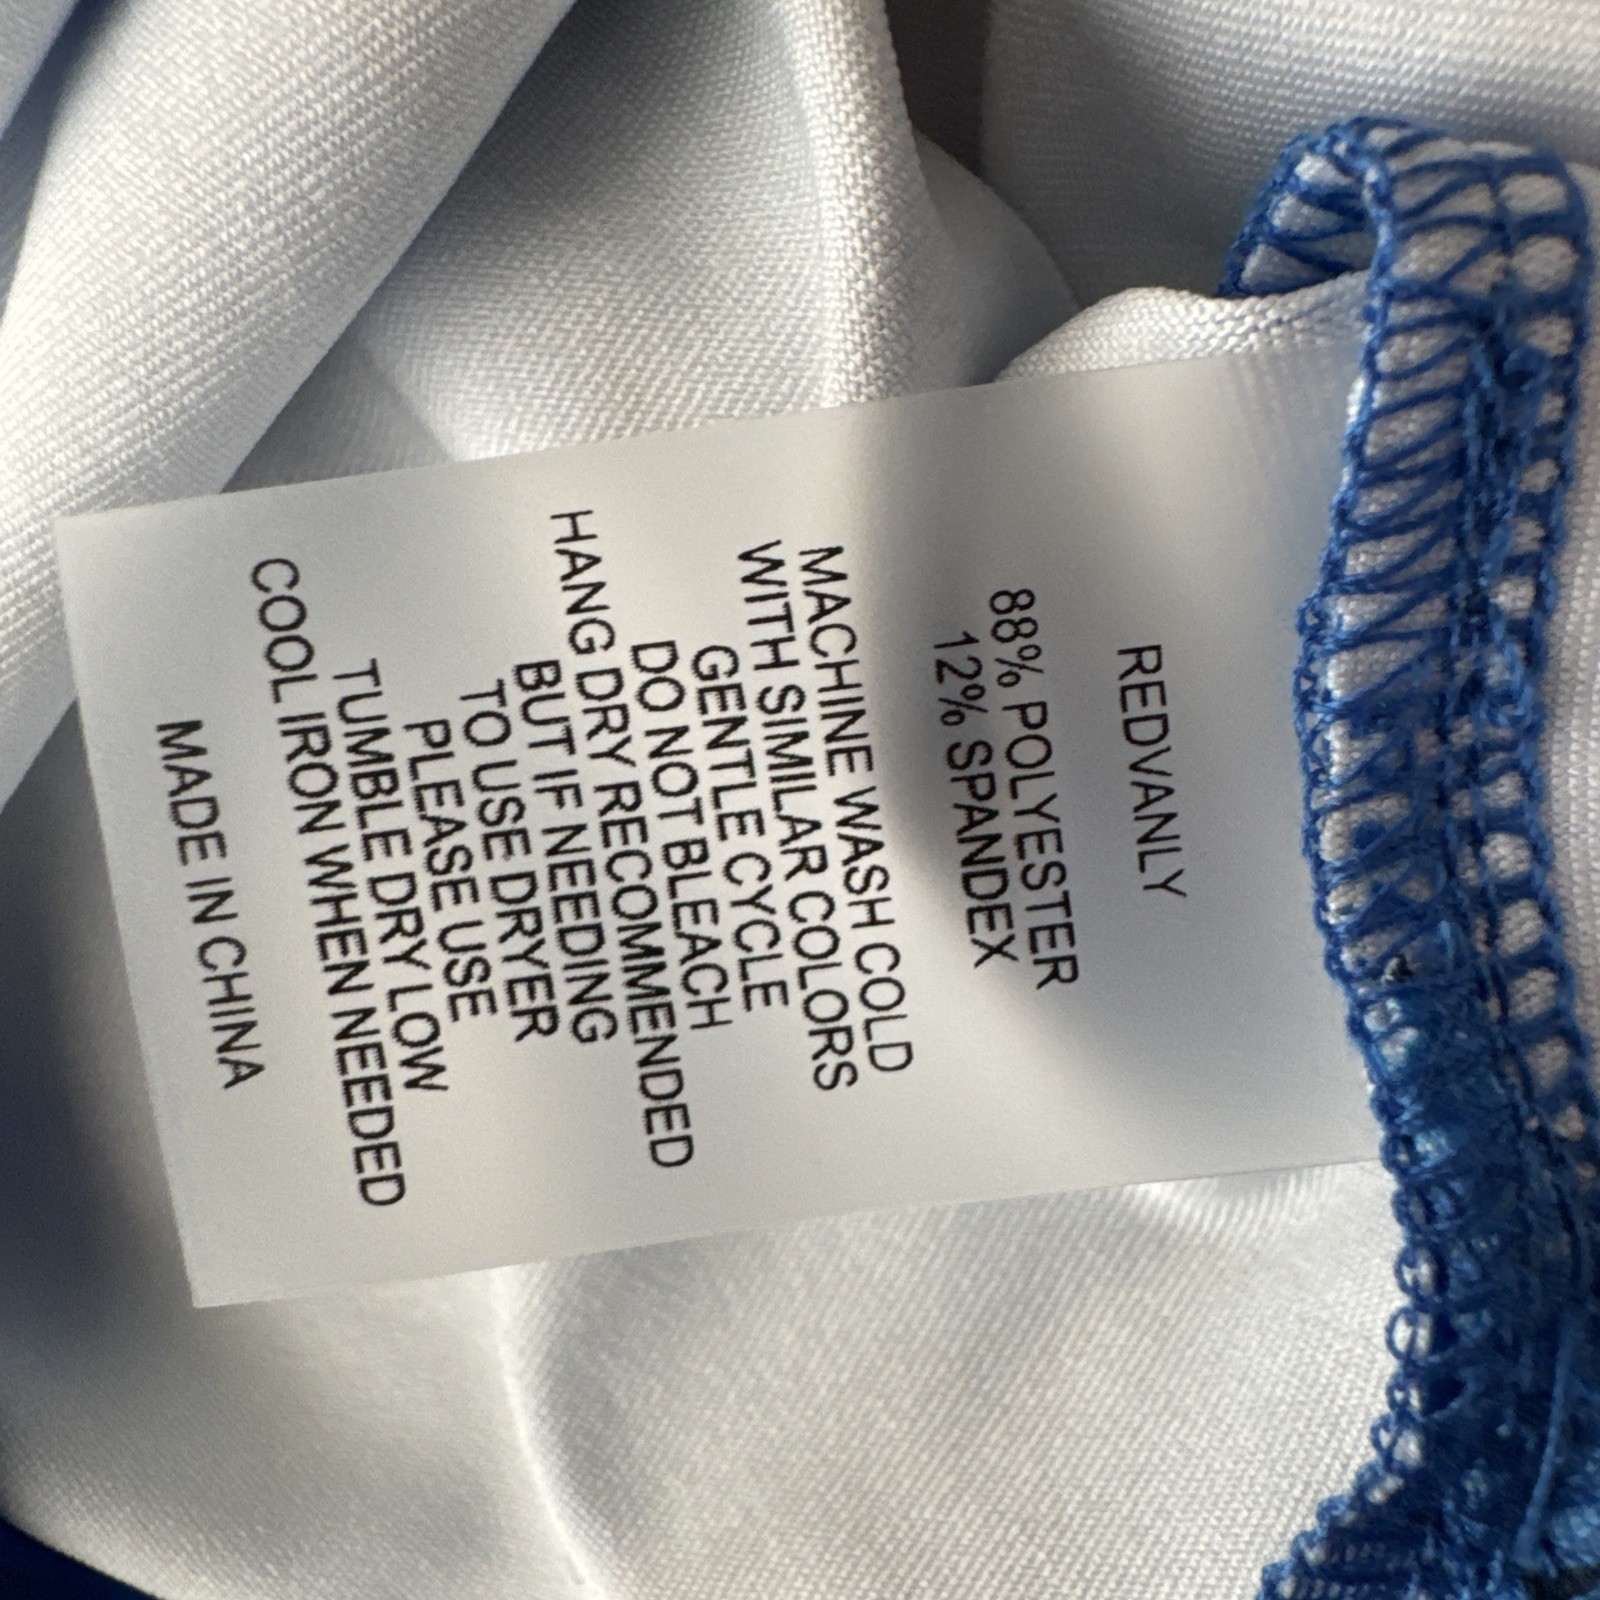 REDVANLY
88% POLYESTER
12% SPANDEX
MACHINE WASH COLD
WITH SIMILAR COLORS
GENTLE CYCLE
DO NOT BLEACH
HANG DRY RECOMMENDED
BUT IF NEEDING
TO USE DRYER
PLEASE USE
TUMBLE DRY LOW
COOL IRON WHEN NEEDED
MADE IN CHINA